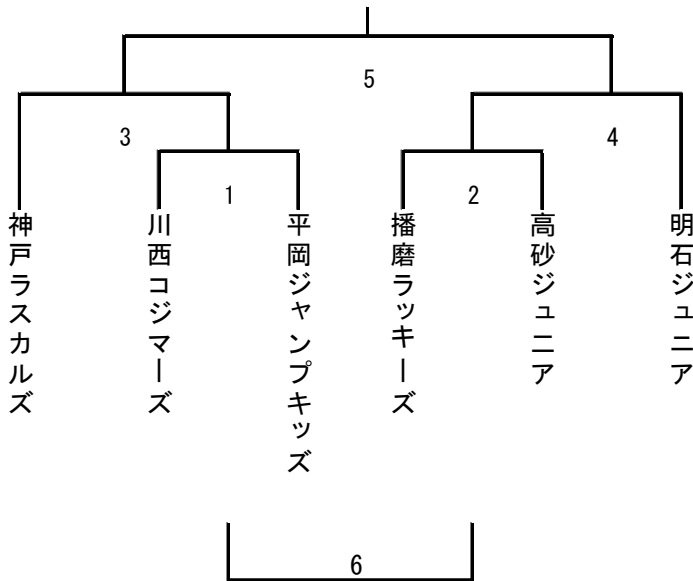 5
3
4
1
2
神戸ラスカルズ
川西コジマーズ
平岡ジャンプキッズ
播磨ラッキーズ
高砂ジュニア
明石ジュニア
6